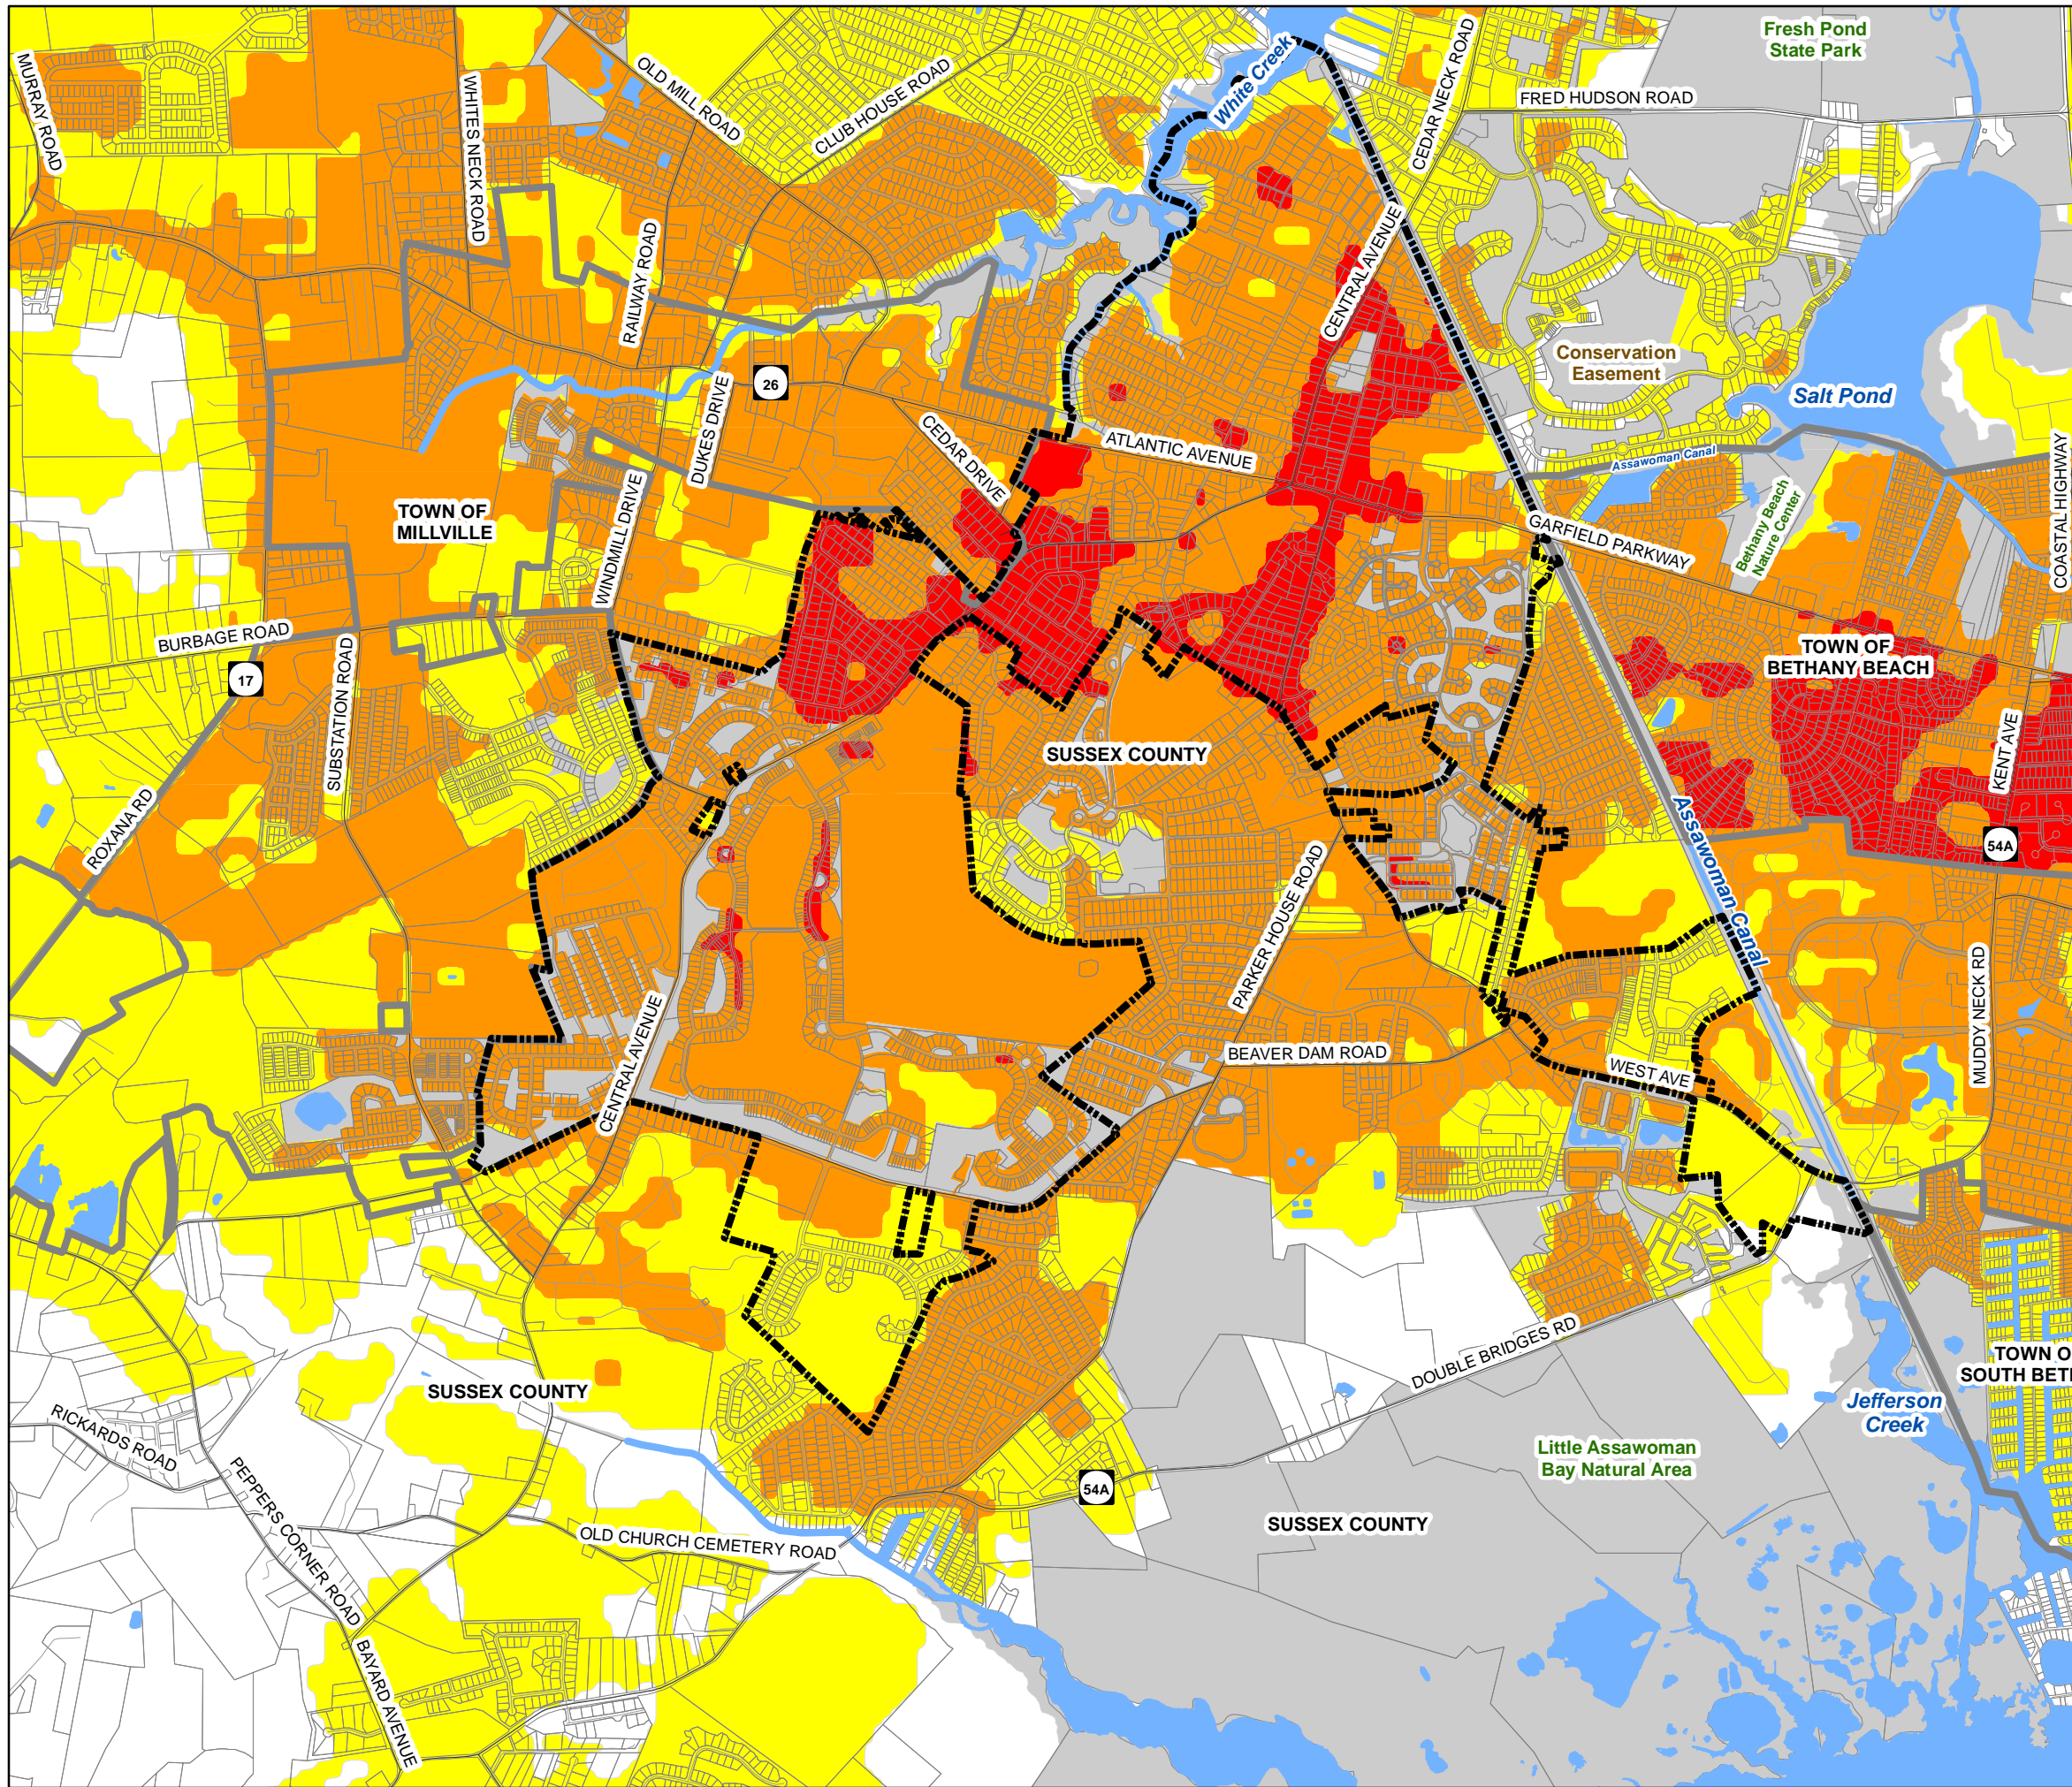 Fresh Pond
State Park
MURRAY ROAD
WHITES NECK ROAD
OLD MILL ROAD
CLUB HOUSE ROAD
White Creek
CEDAR NECK ROAD
FRED HUDSON ROAD
RAILWAY ROAD
CENTRAL AVENUE
Conservation
Easement
Salt Pond
26
DUKES DRIVE
CEDAR DRIVE
ATLANTIC AVENUE
Assawoman Canal
COASTAL HIGHWAY
TOWN OF
MILLVILLE
WINDMILL DRIVE
GARFIELD PARKWAY
Bethany Beach
Nature Center
BURBAGE ROAD
17
SUBSTATION ROAD
TOWN OF
BETHANY BEACH
SUSSEX COUNTY
KENT AVE
ROXANA RD
54A
Assawoman Canal
PARKER HOUSE ROAD
MUDDY NECK RD
CENTRAL AVENUE
BEAVER DAM ROAD
WEST AVE
DOUBLE BRIDGES RD
TOWN O
SOUTH BET
SUSSEX COUNTY
Jefferson
Creek
RICKARDS ROAD
PEPPERS CORNER ROAD
Little Assawoman
Bay Natural Area
54A
SUSSEX COUNTY
OLD CHURCH CEMETERY ROAD
BAYARD AVENUE